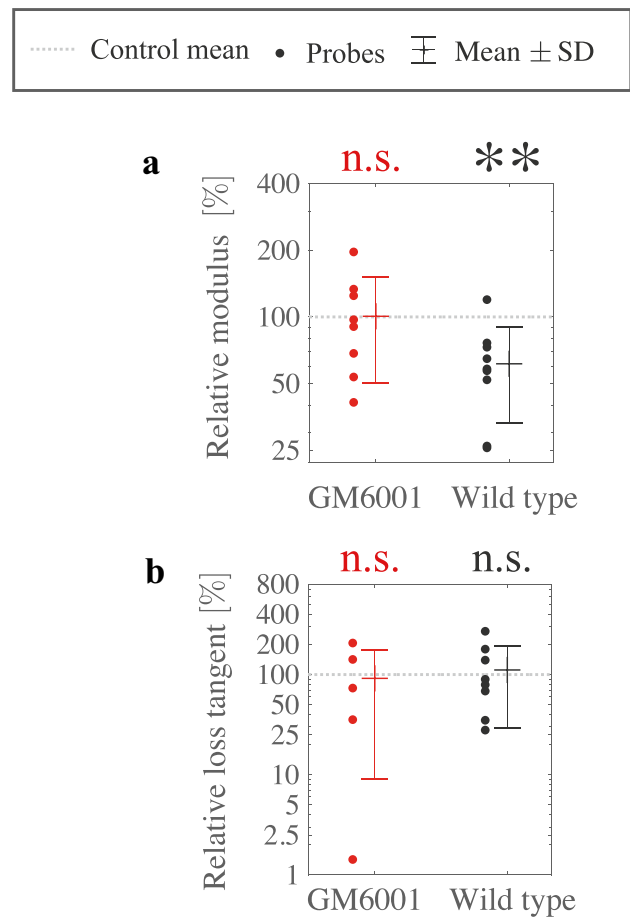 Control mean • Probes Mean ± SD
a
n.s. **
Relative modulus [%]
400
200
100
50
25
GM6001 Wild type
b
n.s. n.s.
Relative loss tangent [%]
800
400
200
100
50
25
10
5
2.5
1
GM6001 Wild type